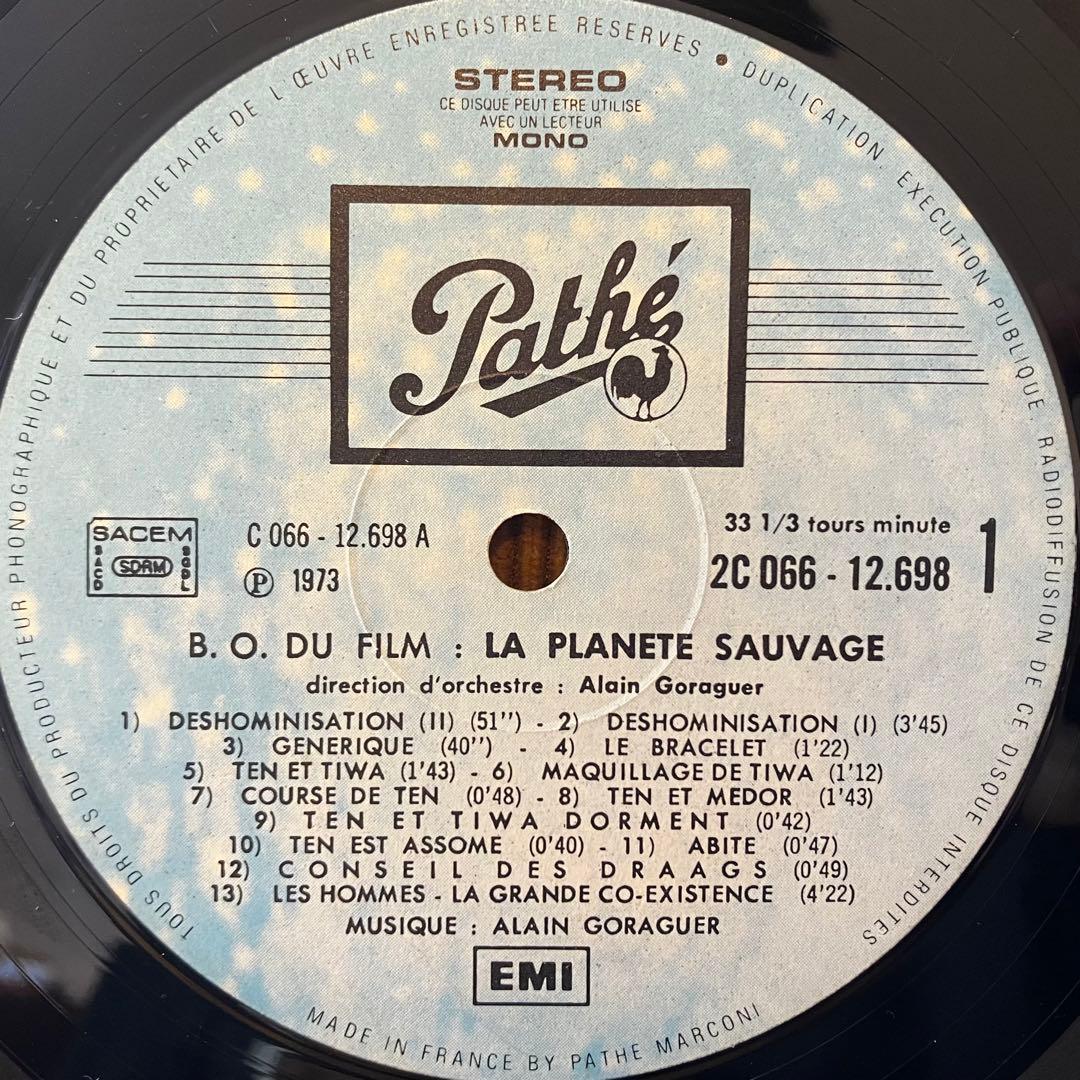 TOUS DROITS DU PRODUCTEUR PHONOGRAPHIQUE ET DU PROPRIETAIRE DE L'ŒUVRE ENREGISTREE RESERVES • DUPLICATION. EXECUTION PUBLIQUE. RADIODIFFUSION DE CE DISQUE INTERDITES
STEREO
CE DISQUE PEUT ETRE UTILISE
AVEC UN LECTEUR
MONO
Pathé
SACEM
SACD SDRM SGDL
C 066 - 12.698 A
Ⓟ 1973
33 1/3 tours minute
2C 066 - 12.698
1
B. O. DU FILM : LA PLANETE SAUVAGE
direction d'orchestre : Alain Goraguer
1) DESHOMINISATION (II) (51'') - 2) DESHOMINISATION (I) (3'45)
3) GENERIQUE (40'') - 4) LE BRACELET (1'22)
5) TEN ET TIWA (1'43) - 6) MAQUILLAGE DE TIWA (1'12)
7) COURSE DE TEN (0'48) - 8) TEN ET MEDOR (1'43)
9) TEN ET TIWA DORMENT (0'42)
10) TEN EST ASSOME (0'40) - 11) ABITE (0'47)
12) CONSEIL DES DRAAGS (0'49)
13) LES HOMMES - LA GRANDE CO-EXISTENCE (4'22)
MUSIQUE : ALAIN GORAGUER
EMI
MADE IN FRANCE BY PATHE MARCONI